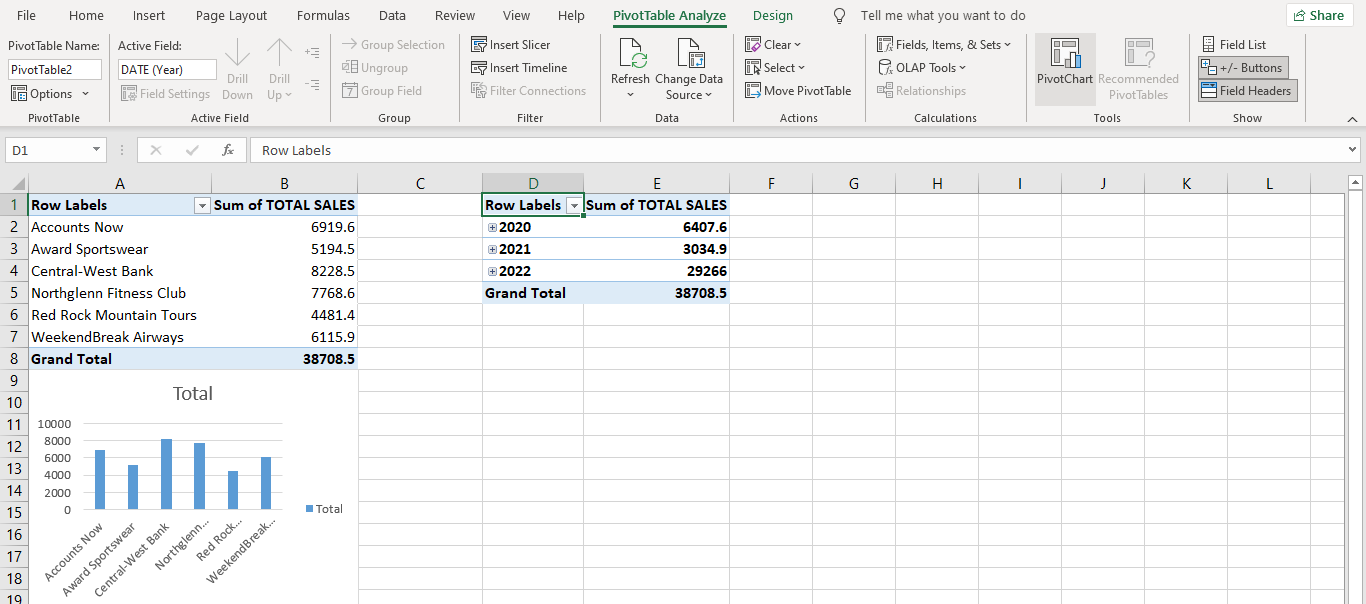 File Home Insert Page Layout Formulas Data Review View Help PivotTable Analyze Design Tell me what you want to do Share
PivotTable Name:
PivotTable2
Options
PivotTable
Active Field:
DATE (Year)
Field Settings
Drill Down
Drill Up
Active Field
Group Selection
Ungroup
Group Field
Group
Insert Slicer
Insert Timeline
Filter Connections
Filter
Refresh
Change Data Source
Data
Clear
Select
Move PivotTable
Actions
Fields, Items, & Sets
OLAP Tools
Relationships
Calculations
PivotChart
Recommended PivotTables
Tools
Field List
+/- Buttons
Field Headers
Show
D1 fx Row Labels
A B C D E F G H I J K L
1 Row Labels Sum of TOTAL SALES Row Labels Sum of TOTAL SALES
2 Accounts Now 6919.6 2020 6407.6
3 Award Sportswear 5194.5 2021 3034.9
4 Central-West Bank 8228.5 2022 29266
5 Northglenn Fitness Club 7768.6 Grand Total 38708.5
6 Red Rock Mountain Tours 4481.4
7 WeekendBreak Airways 6115.9
8 Grand Total 38708.5
9
10
11
12
13
14
15
16
17
18
19
Total
10000
8000
6000
4000
2000
0
Accounts Now
Award Sportswear
Central-West Bank
Northglenn...
Red Rock...
WeekendBreak...
Total